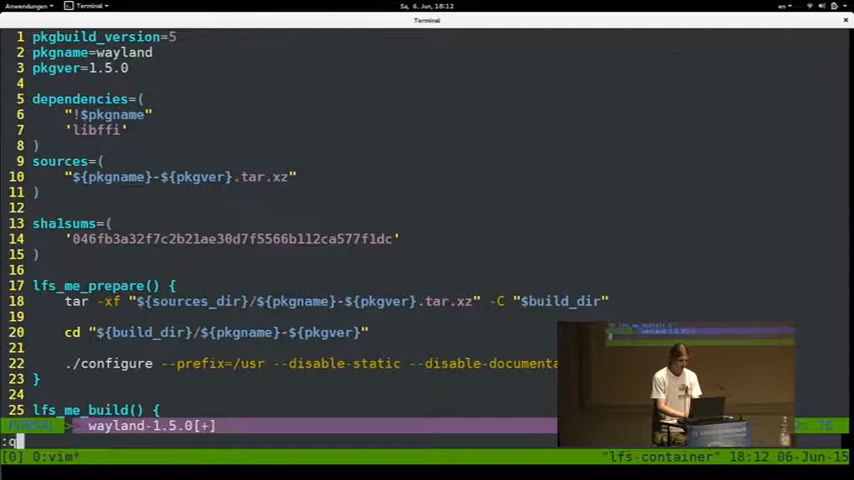 Anwendungen Terminal Sa, 6. Jun, 18:12 en
Terminal
1 pkgbuild_version=5
2 pkgname=wayland
3 pkgver=1.5.0
4
5 dependencies=(
6 "!$pkgname"
7 'libffi'
8 )
9 sources=(
10 "${pkgname}-${pkgver}.tar.xz"
11 )
12
13 sha1sums=(
14 '046fb3a32f7c2b21ae30d7f5566b112ca577f1dc'
15 )
16
17 lfs_me_prepare() {
18 tar -xf "${sources_dir}/${pkgname}-${pkgver}.tar.xz" -C "$build_dir"
19
20 cd "${build_dir}/${pkgname}-${pkgver}"
21
22 ./configure --prefix=/usr --disable-static --disable-documenta
23 }
24
25 lfs_me_build() {
wayland-1.5.0[+]
:q
[0] 0:vim* "lfs-container" 18:12 06-Jun-15